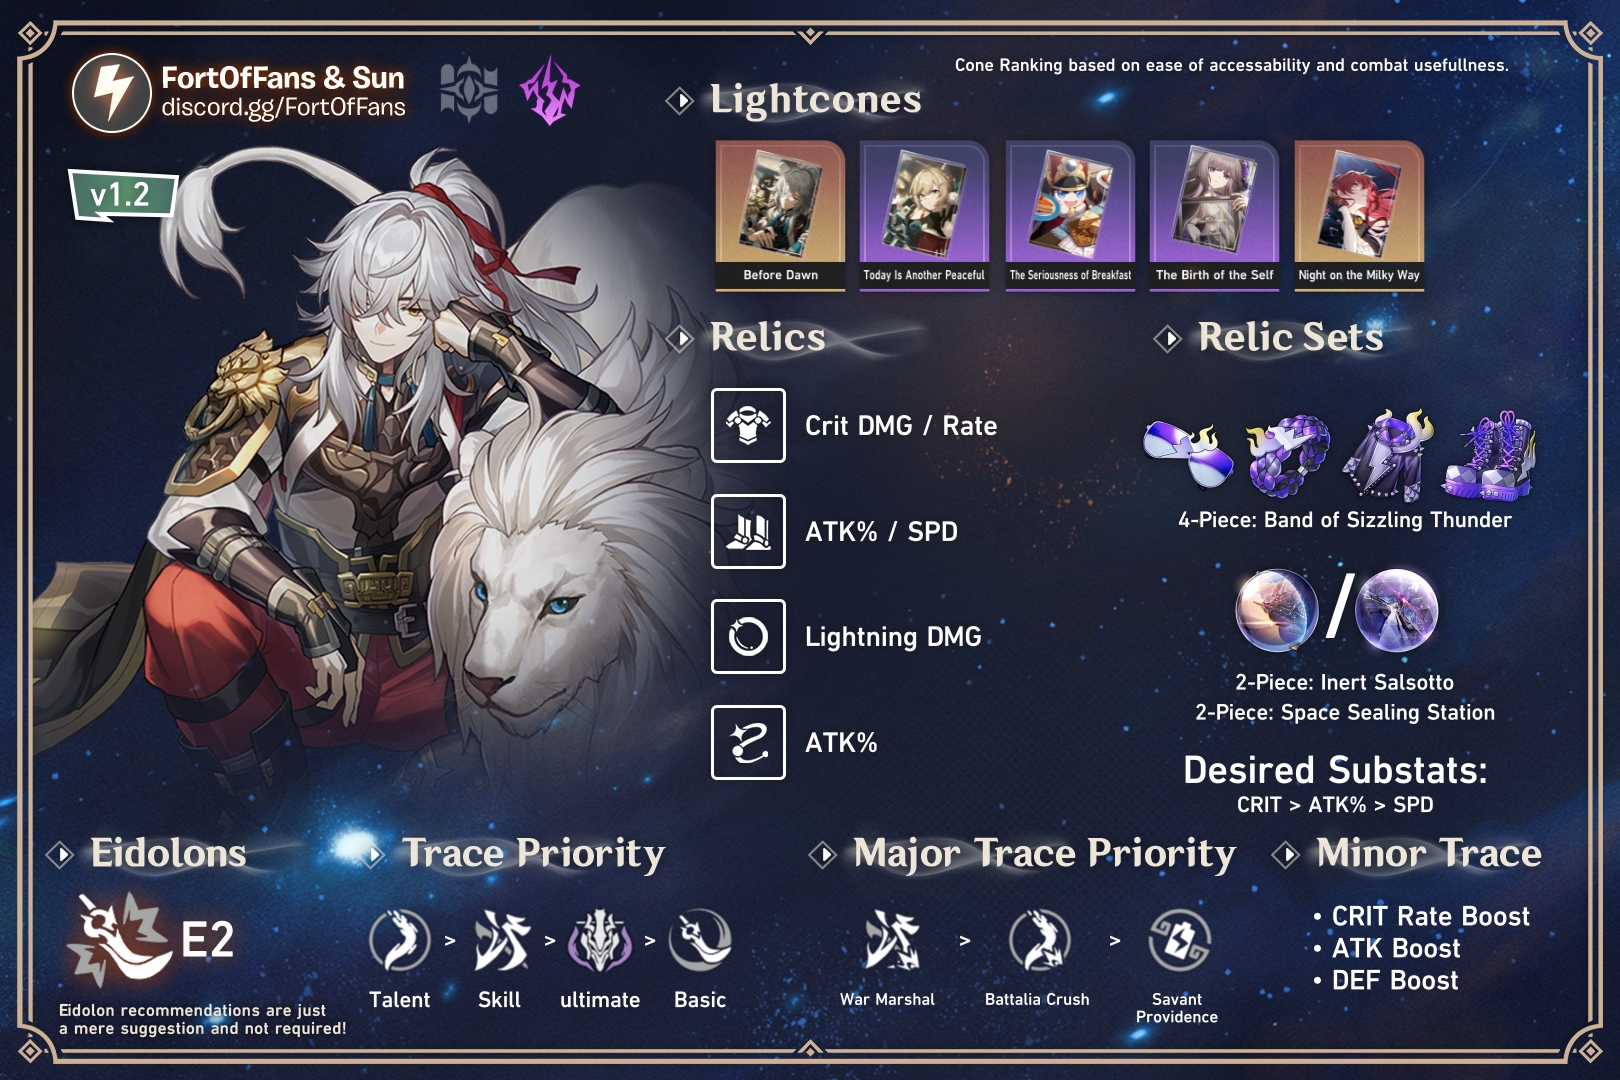 FortOfFans & Sun
discord.gg/FortOfFans
v1.2
Cone Ranking based on ease of accessability and combat usefullness.
Lightcones
Before Dawn
Today Is Another Peaceful
The Seriousness of Breakfast
The Birth of the Self
Night on the Milky Way
Relics
Crit DMG / Rate
ATK% / SPD
Lightning DMG
ATK%
Relic Sets
4-Piece: Band of Sizzling Thunder
/
2-Piece: Inert Salsotto
2-Piece: Space Sealing Station
Desired Substats:
CRIT > ATK% > SPD
Eidolons
E2
Eidolon recommendations are just
a mere suggestion and not required!
Trace Priority
> > >
Talent Skill ultimate Basic
Major Trace Priority
> >
War Marshal Battalia Crush Savant
Providence
Minor Trace
• CRIT Rate Boost
• ATK Boost
• DEF Boost